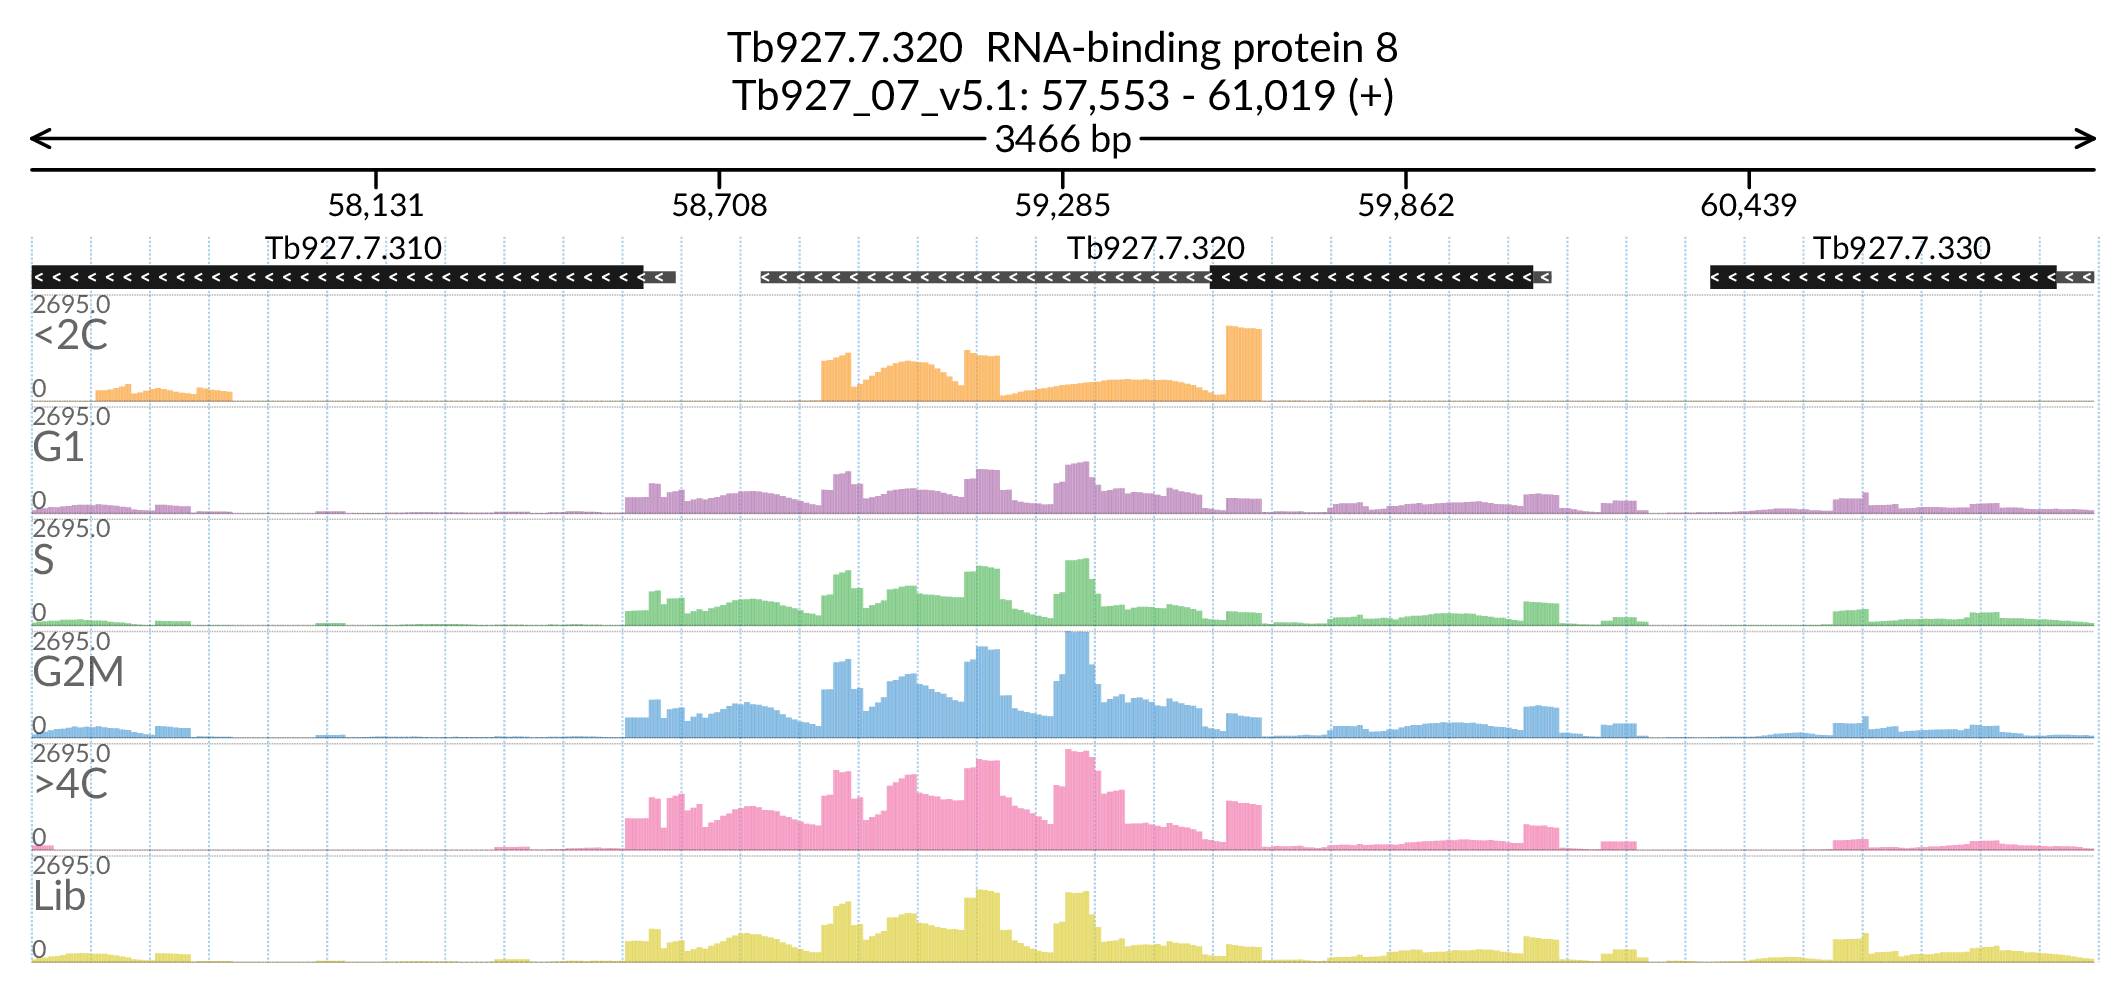 Tb927.7.320  RNA-binding protein 8
Tb927_07_v5.1: 57,553 - 61,019 (+)
3466 bp
58,131 58,708 59,285 59,862 60,439
Tb927.7.310 Tb927.7.320 Tb927.7.330
2695.0
<2C
0
2695.0
G1
0
2695.0
S
0
2695.0
G2M
0
2695.0
>4C
0
2695.0
Lib
0